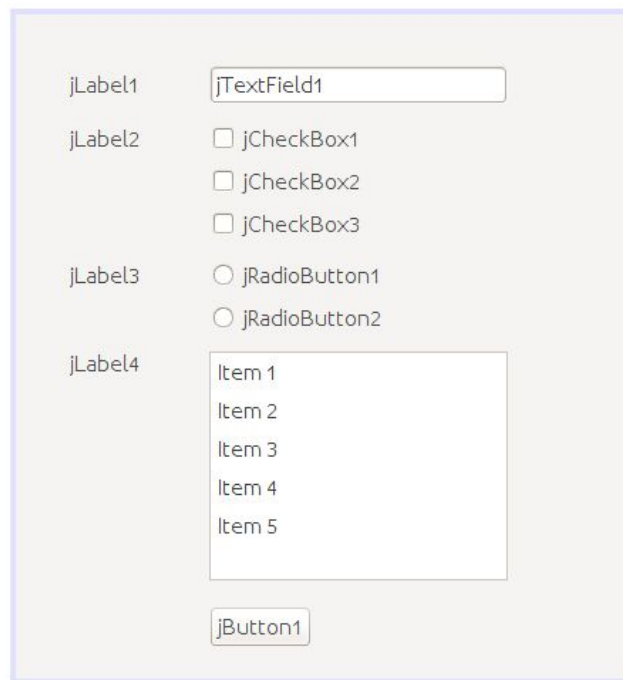 jLabel1 jTextField1
jLabel2 jCheckBox1
jCheckBox2
jCheckBox3
jLabel3 jRadioButton1
jRadioButton2
jLabel4
Item 1
Item 2
Item 3
Item 4
Item 5
jButton1